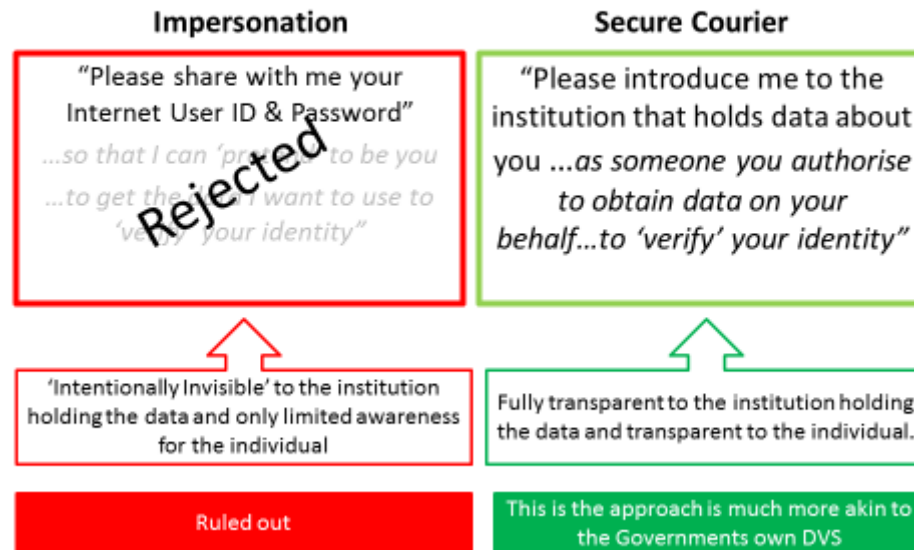 Impersonation
"Please share with me your
Internet User ID & Password"
...so that I can 'pretend' to be you
...to get the data I want to use to
'verify' your identity"
Rejected
'Intentionally Invisible' to the institution
holding the data and only limited awareness
for the individual
Ruled out
Secure Courier
"Please introduce me to the
institution that holds data about
you ...as someone you authorise
to obtain data on your
behalf...to 'verify' your identity"
Fully transparent to the institution holding
the data and transparent to the individual.
This is the approach is much more akin to
the Governments own DVS